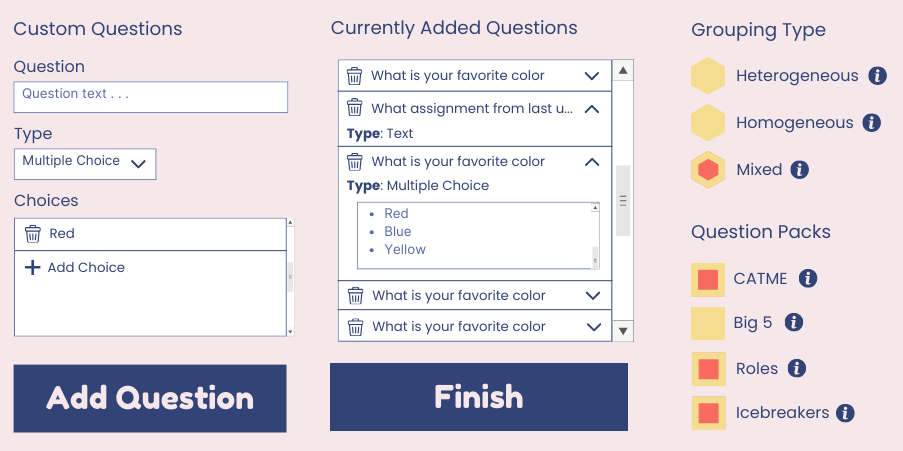 Custom Questions
Question
Question text . . .
Type
Multiple Choice
Choices
Red
Add Choice
Add Question
Currently Added Questions
What is your favorite color
What assignment from last u...
Type: Text
What is your favorite color
Type: Multiple Choice
Red
Blue
Yellow
What is your favorite color
What is your favorite color
Finish
Grouping Type
Heterogeneous
Homogeneous
Mixed
Question Packs
CATME
Big 5
Roles
Icebreakers